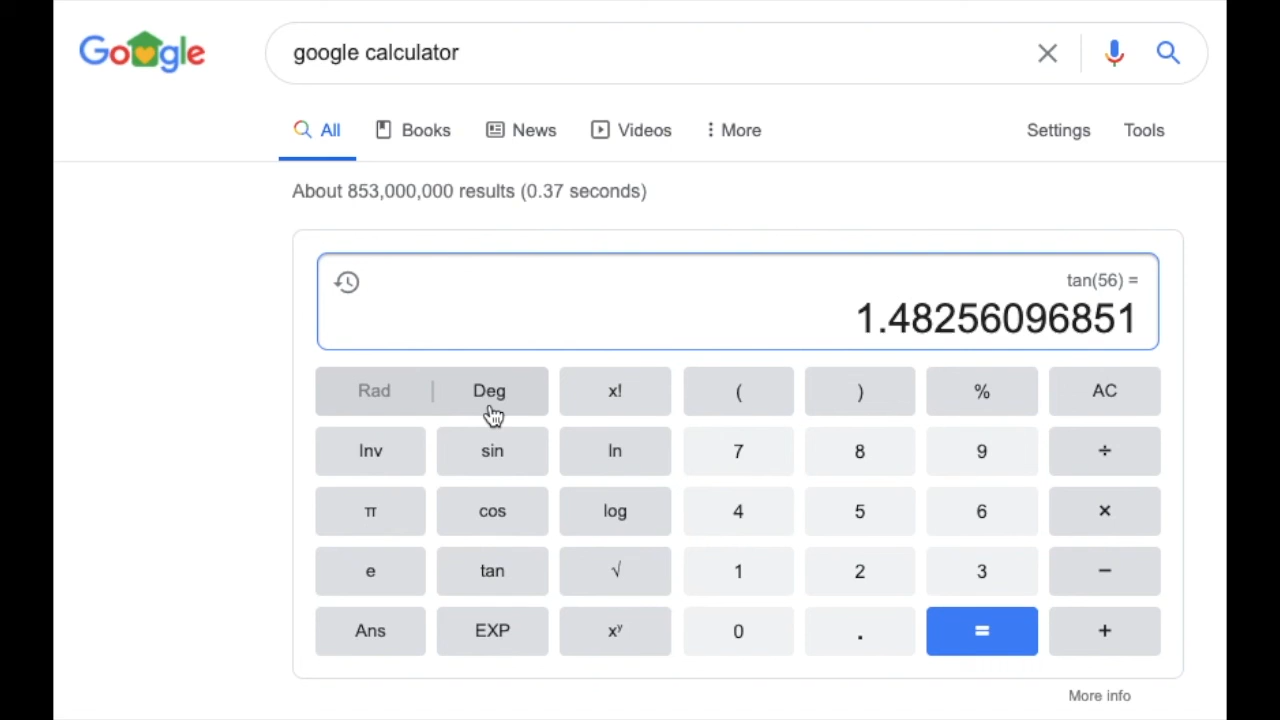 Google
google calculator
All Books News Videos More Settings Tools
About 853,000,000 results (0.37 seconds)
tan(56) =
1.48256096851
Rad | Deg x! ( ) % AC
Inv sin ln 7 8 9 ÷
π cos log 4 5 6 ×
e tan √ 1 2 3 −
Ans EXP xʸ 0 . = +
More info